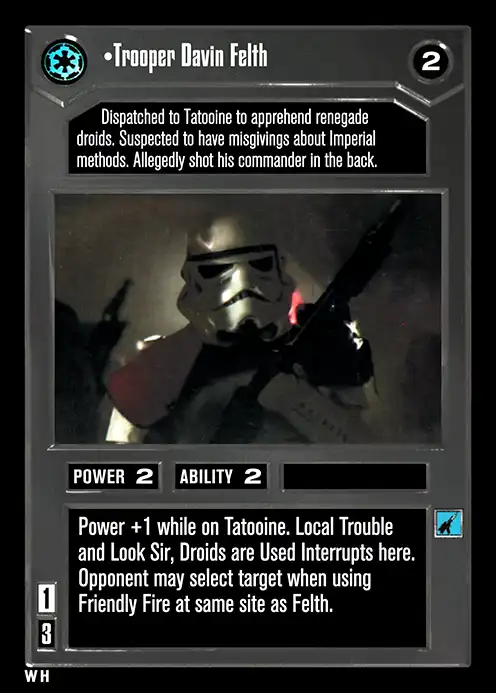 •Trooper Davin Felth
2
Dispatched to Tatooine to apprehend renegade
droids. Suspected to have misgivings about Imperial
methods. Allegedly shot his commander in the back.
POWER 2 ABILITY 2
Power +1 while on Tatooine. Local Trouble
and Look Sir, Droids are Used Interrupts here.
Opponent may select target when using
Friendly Fire at same site as Felth.
1
3
WH